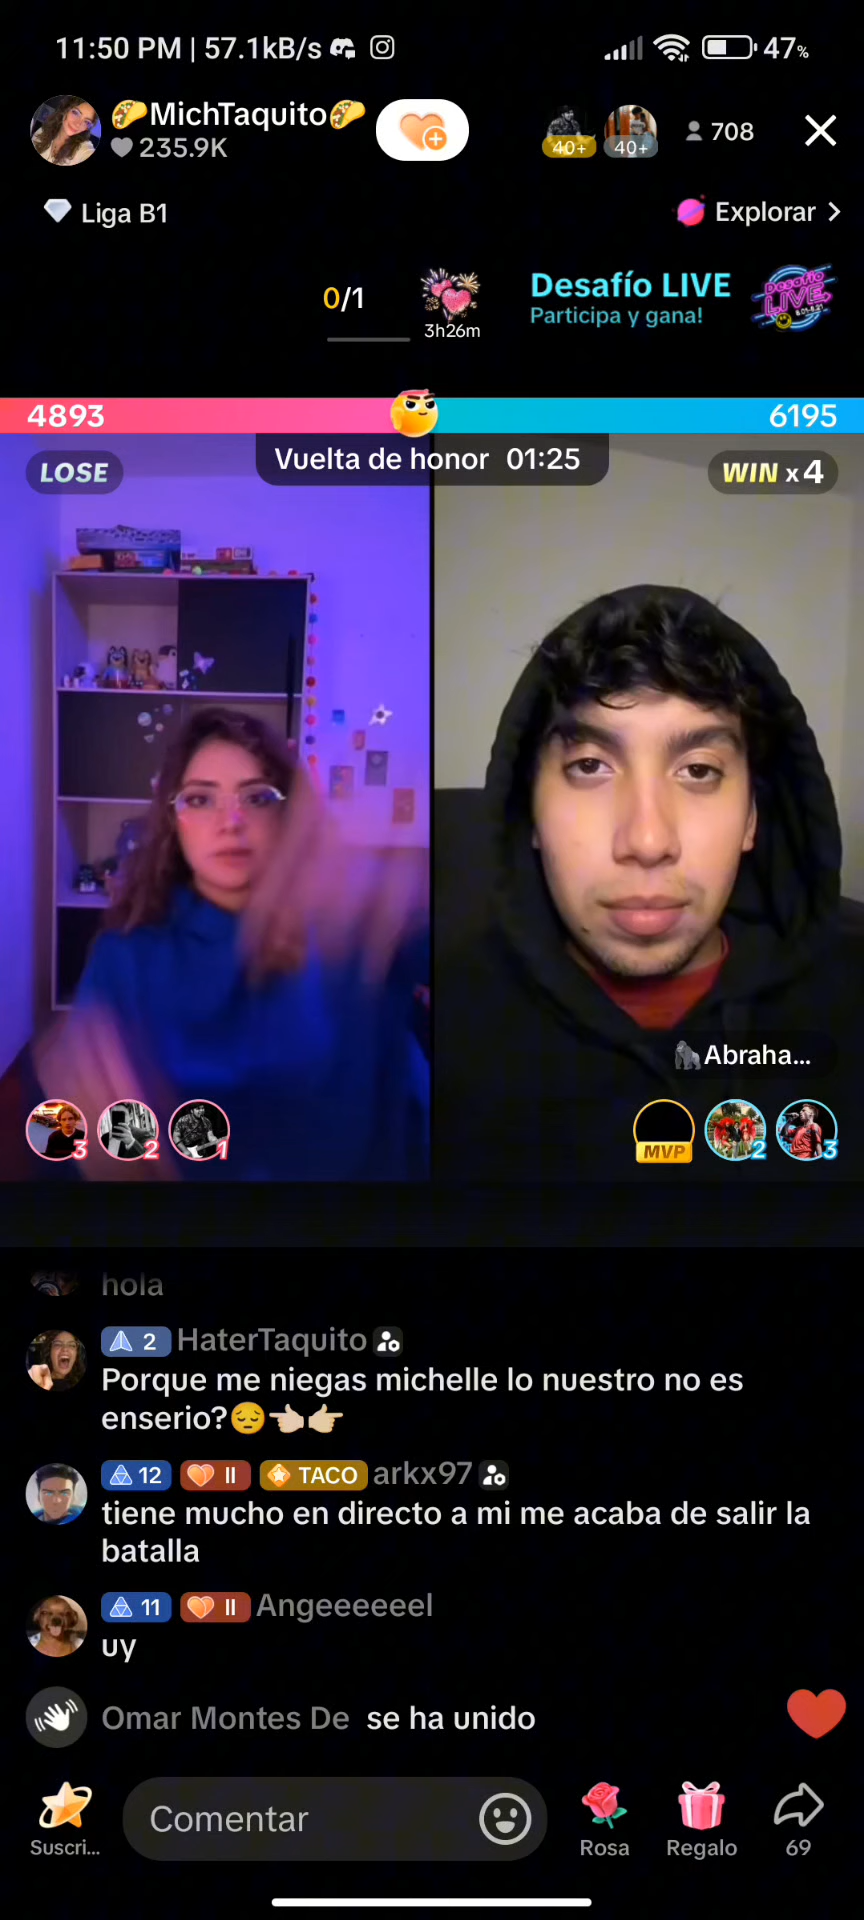 11:50 PM | 57.1kB/s
47%
🌮MichTaquito🌮
235.9K
40+
40+
708
Liga B1
Explorar >
0/1
3h26m
Desafío LIVE
Participa y gana!
Desafío
LIVE
4893
6195
LOSE
Vuelta de honor 01:25
WIN x 4
🦍Abraha...
3
2
1
MVP
2
3
hola
2 HaterTaquito
Porque me niegas michelle lo nuestro no es
enserio?😔👈🏼👉🏼
12 II TACO arkx97
tiene mucho en directo a mi me acaba de salir la
batalla
11 II Angeeeeeel
uy
Omar Montes De se ha unido
Suscri...
Comentar
Rosa
Regalo
69